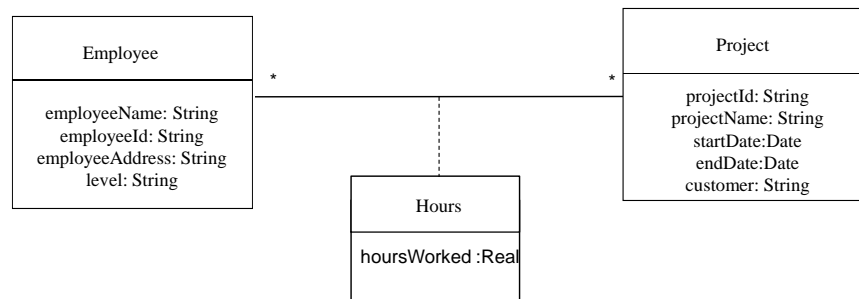 Employee
employeeName: String
employeeId: String
employeeAddress: String
level: String
*
*
Project
projectId: String
projectName: String
startDate:Date
endDate:Date
customer: String
Hours
hoursWorked :Real